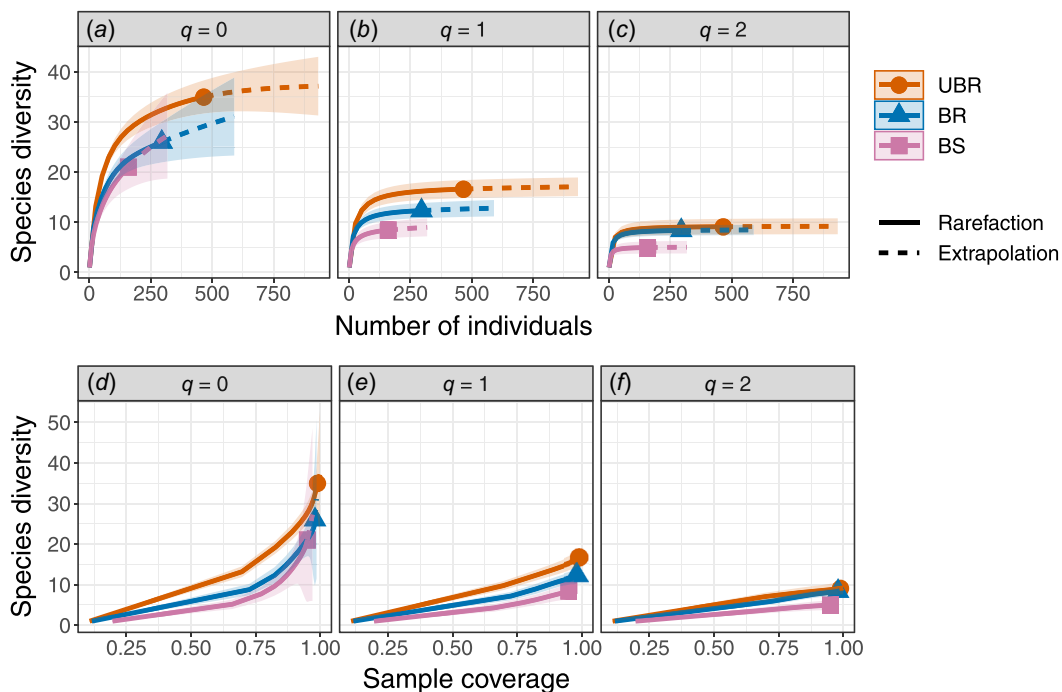 (a) q = 0
(b) q = 1
(c) q = 2
Species diversity
40
30
20
10
0
0 250 500 750
0 250 500 750
0 250 500 750
Number of individuals
UBR
BR
BS
Rarefaction
Extrapolation
(d) q = 0
(e) q = 1
(f) q = 2
Species diversity
50
40
30
20
10
0
0.25 0.50 0.75 1.00
0.25 0.50 0.75 1.00
0.25 0.50 0.75 1.00
Sample coverage